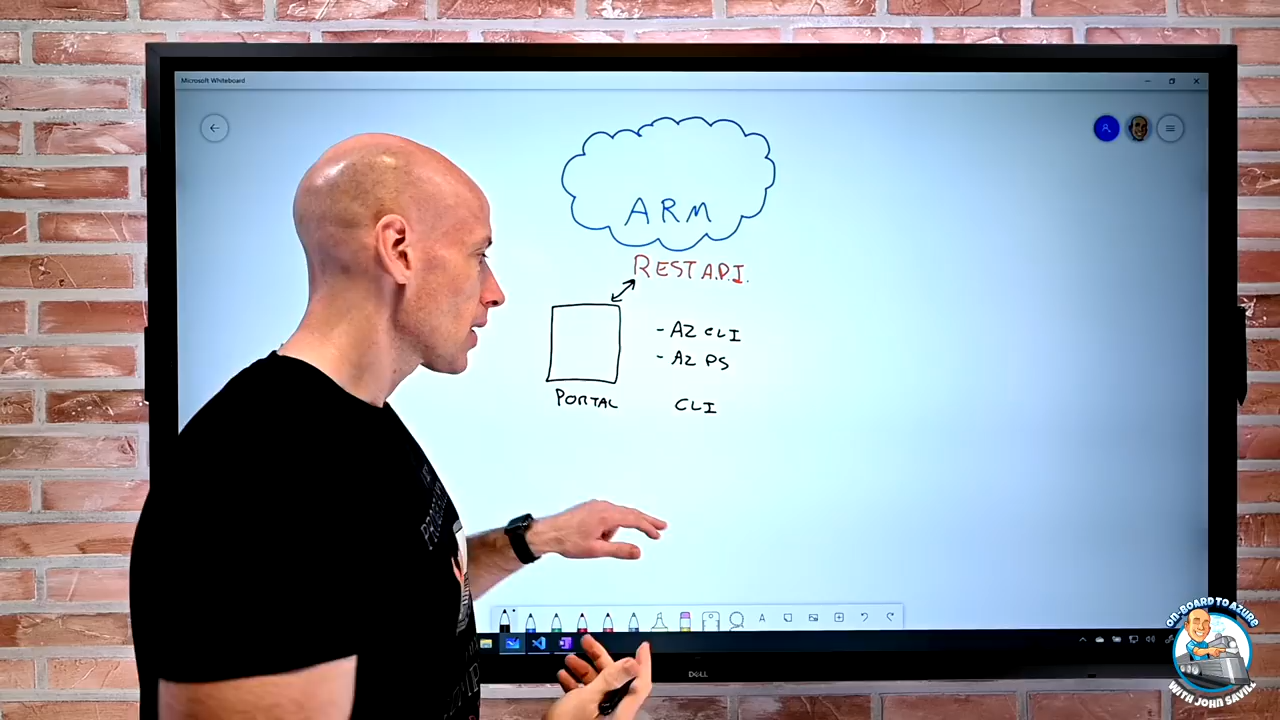 Microsoft Whiteboard
ARM
REST A.P.I.
- AZ CLI
- AZ PS
PORTAL
CLI
A
DELL
ON-BOARD TO AZURE
WITH JOHN SAVILL